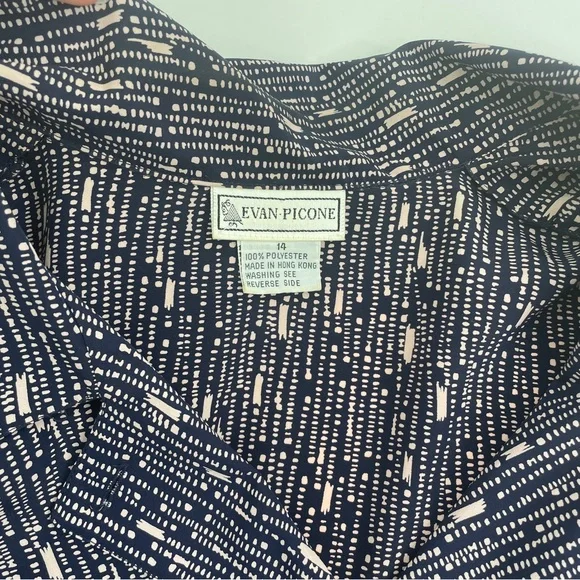 EVAN-PICONE
14
100% POLYESTER
MADE IN HONG KONG
WASHING SEE
REVERSE SIDE